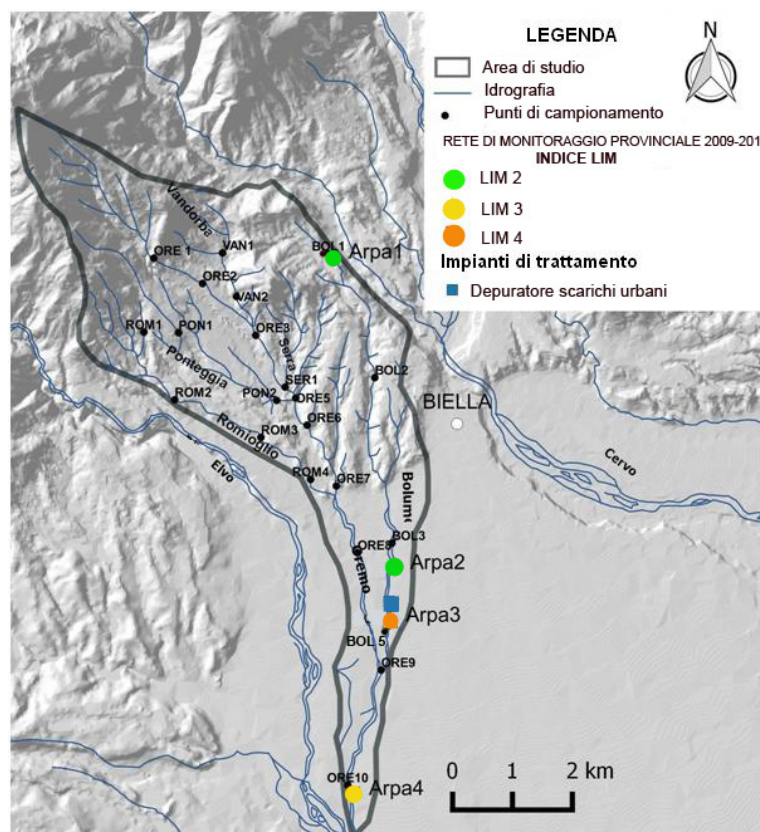 LEGENDA
N
Area di studio
Idrografia
Punti di campionamento
RETE DI MONITORAGGIO PROVINCIALE 2009-201
INDICE LIM
LIM 2
LIM 3
LIM 4
Impianti di trattamento
Depuratore scarichi urbani
Vandorba
ORE 1
VAN1
BOL1
Arpa1
ORE2
VAN2
ROM1
PON1
ORE3
Serra
Ponteggia
BOL2
SER1
ROM2
PON2
ORE5
BIELLA
ORE6
Romioglio
ROM3
Elvo
Cervo
ROM4
ORE7
Bolume
BOL3
ORE8
Oremo
Arpa2
Arpa3
BOL 5
ORE9
ORE10
Arpa4
0 1 2 km